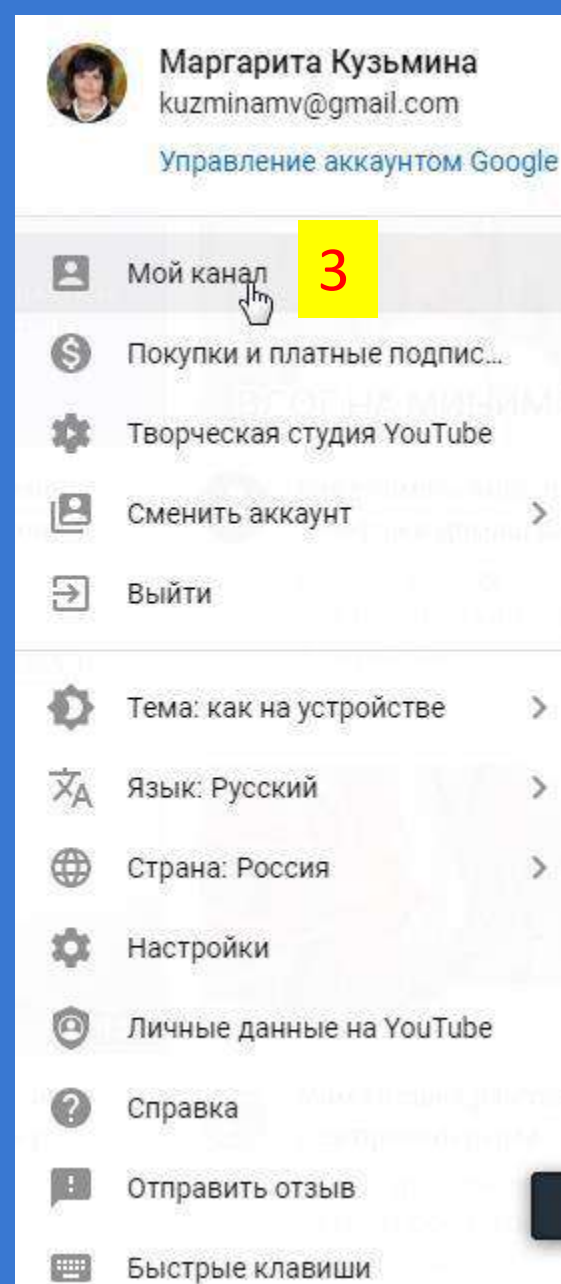 Маргарита Кузьмина
kuzminamv@gmail.com
Управление аккаунтом Google
Мой канал 3
Покупки и платные подпис...
Творческая студия YouTube
Сменить аккаунт
Выйти
Тема: как на устройстве
Язык: Русский
Страна: Россия
Настройки
Личные данные на YouTube
Справка
Отправить отзыв
Быстрые клавиши